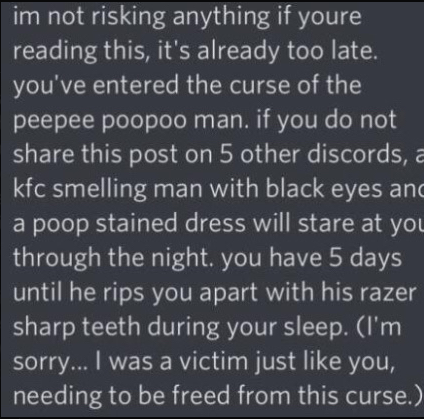 im not risking anything if youre
reading this, it's already too late.
you've entered the curse of the
peepee poopoo man. if you do not
share this post on 5 other discords, a
kfc smelling man with black eyes and
a poop stained dress will stare at you
through the night. you have 5 days
until he rips you apart with his razer
sharp teeth during your sleep. (I'm
sorry... I was a victim just like you,
needing to be freed from this curse.)